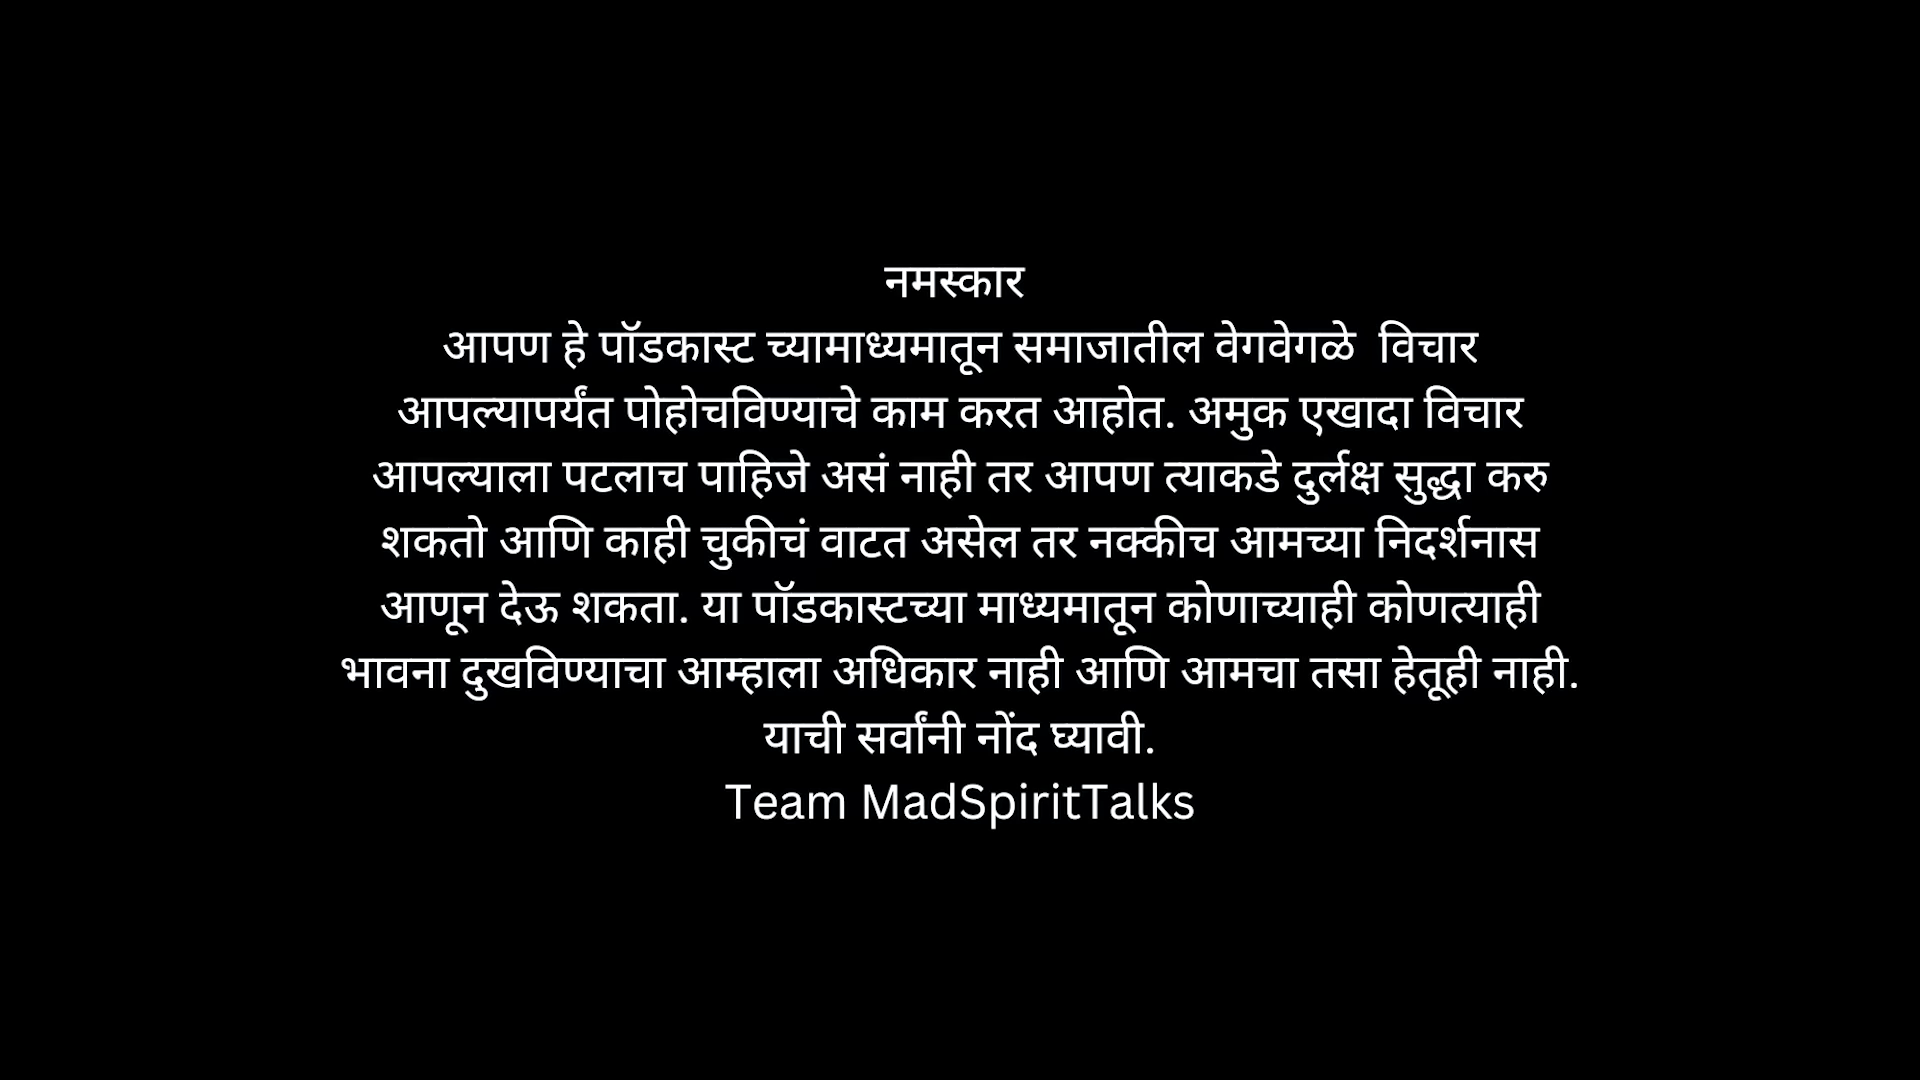 नमस्कार
आपण हे पॉडकास्ट च्यामाध्यमातून समाजातील वेगवेगळे विचार
आपल्यापर्यंत पोहोचविण्याचे काम करत आहोत. अमुक एखादा विचार
आपल्याला पटलाच पाहिजे असं नाही तर आपण त्याकडे दुर्लक्ष सुद्धा करु
शकतो आणि काही चुकीचं वाटत असेल तर नक्कीच आमच्या निदर्शनास
आणून देऊ शकता. या पॉडकास्टच्या माध्यमातून कोणाच्याही कोणत्याही
भावना दुखविण्याचा आम्हाला अधिकार नाही आणि आमचा तसा हेतूही नाही.
याची सर्वांनी नोंद घ्यावी.
Team MadSpiritTalks